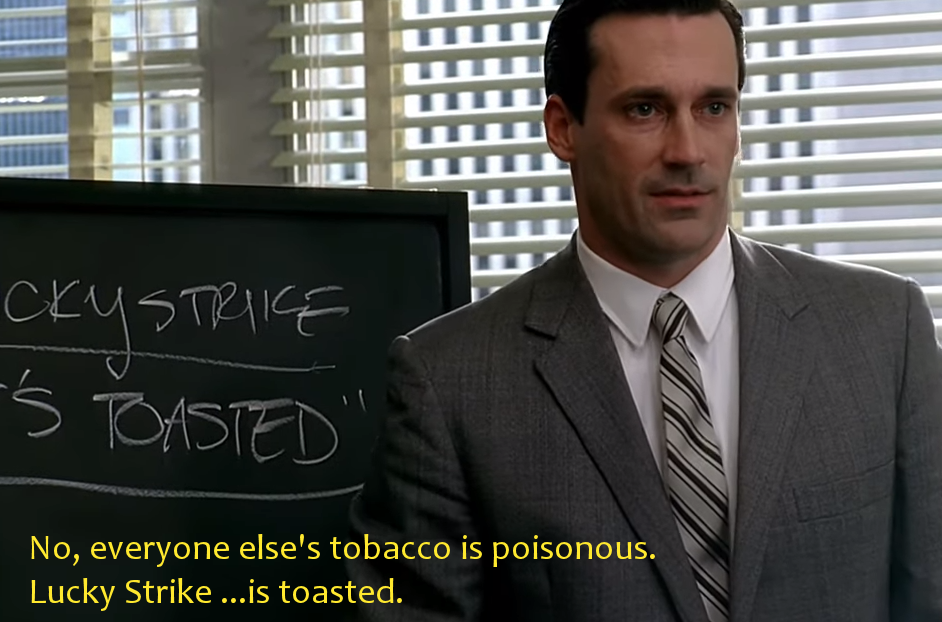 CKY STRIKE
'S TOASTED"
No, everyone else's tobacco is poisonous.
Lucky Strike ...is toasted.